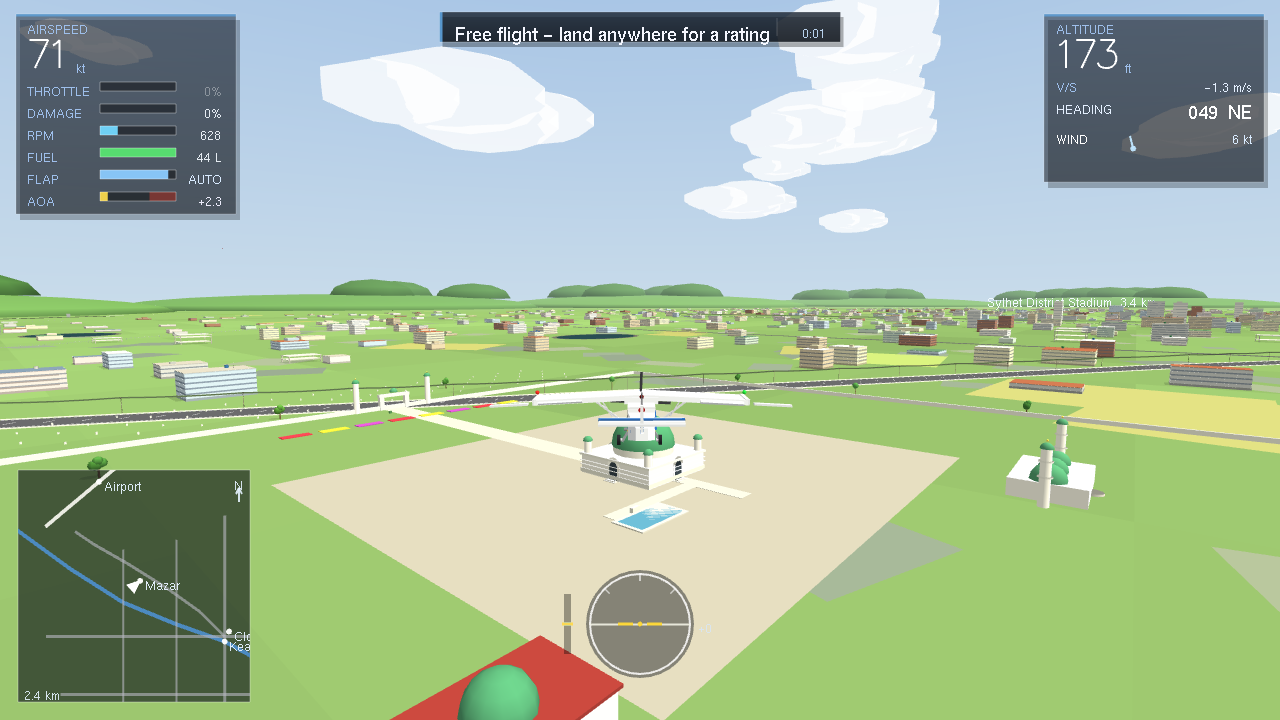 AIRSPEED
71 kt
THROTTLE 0%
DAMAGE 0%
RPM 628
FUEL 44 L
FLAP AUTO
AOA +2.3
Free flight – land anywhere for a rating 0:01
ALTITUDE
173 ft
V/S −1.3 m/s
HEADING 049 NE
WIND 6 kt
Sylhet District Stadium 3.4 k
Airport
N
Mazar
Clo
Kea
2.4 km